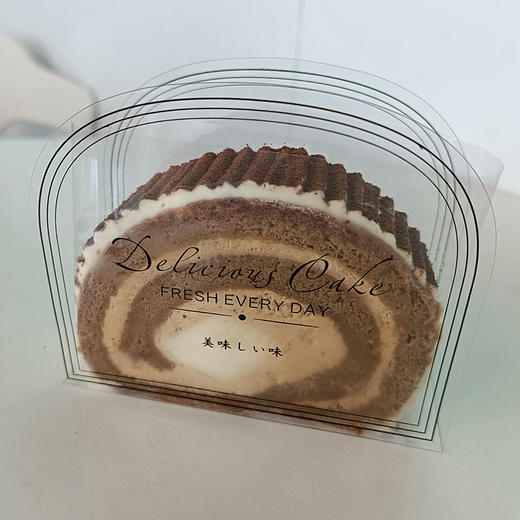 Delicious Cake
FRESH EVERY DAY
美味しい味